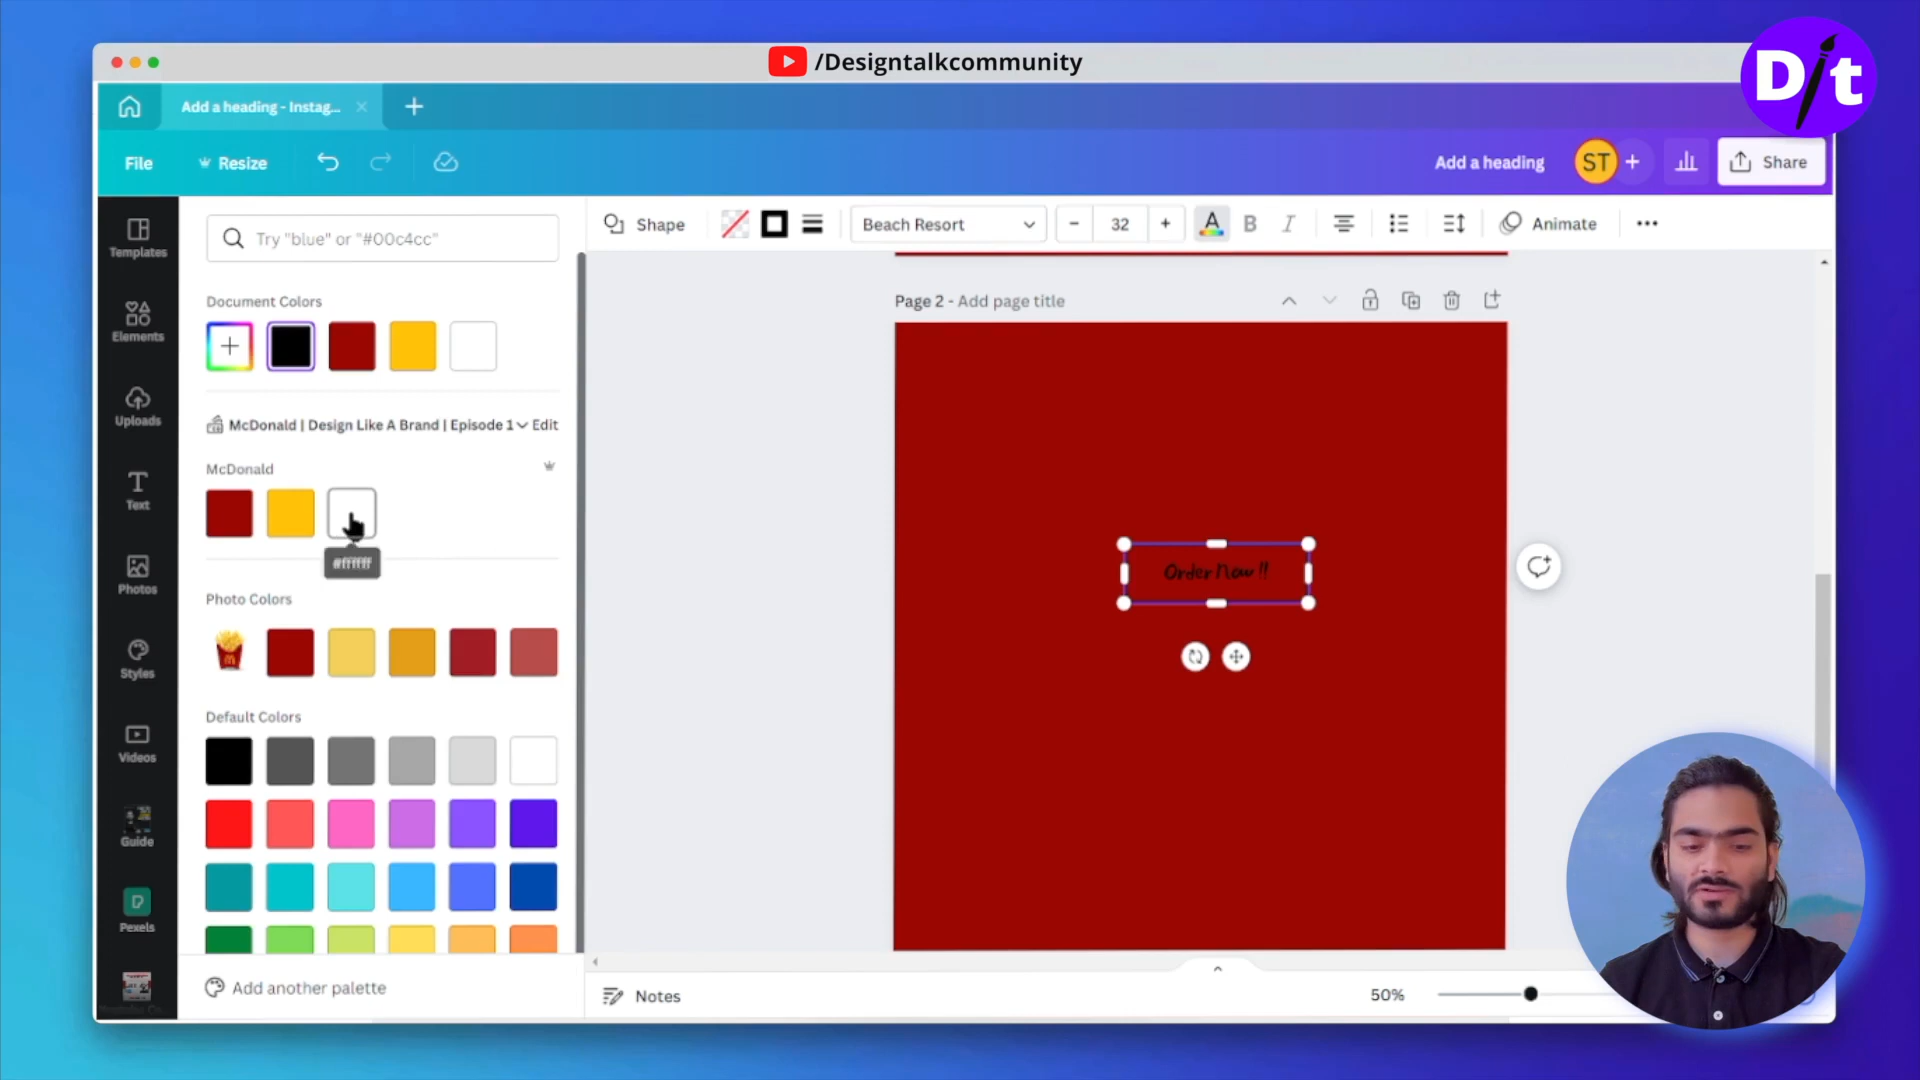 /Designtalkcommunity
D/t
Add a heading - Instag...
File
Resize
Add a heading
ST
Share
Templates
Elements
Uploads
Text
Photos
Styles
Videos
Guide
Pexels
Try "blue" or "#00c4cc"
Shape
Beach Resort
32
A
B
I
Animate
Document Colors
McDonald | Design Like A Brand | Episode 1
Edit
McDonald
#ffffff
Photo Colors
Default Colors
Add another palette
Page 2 - Add page title
Order Now !!
Notes
50%